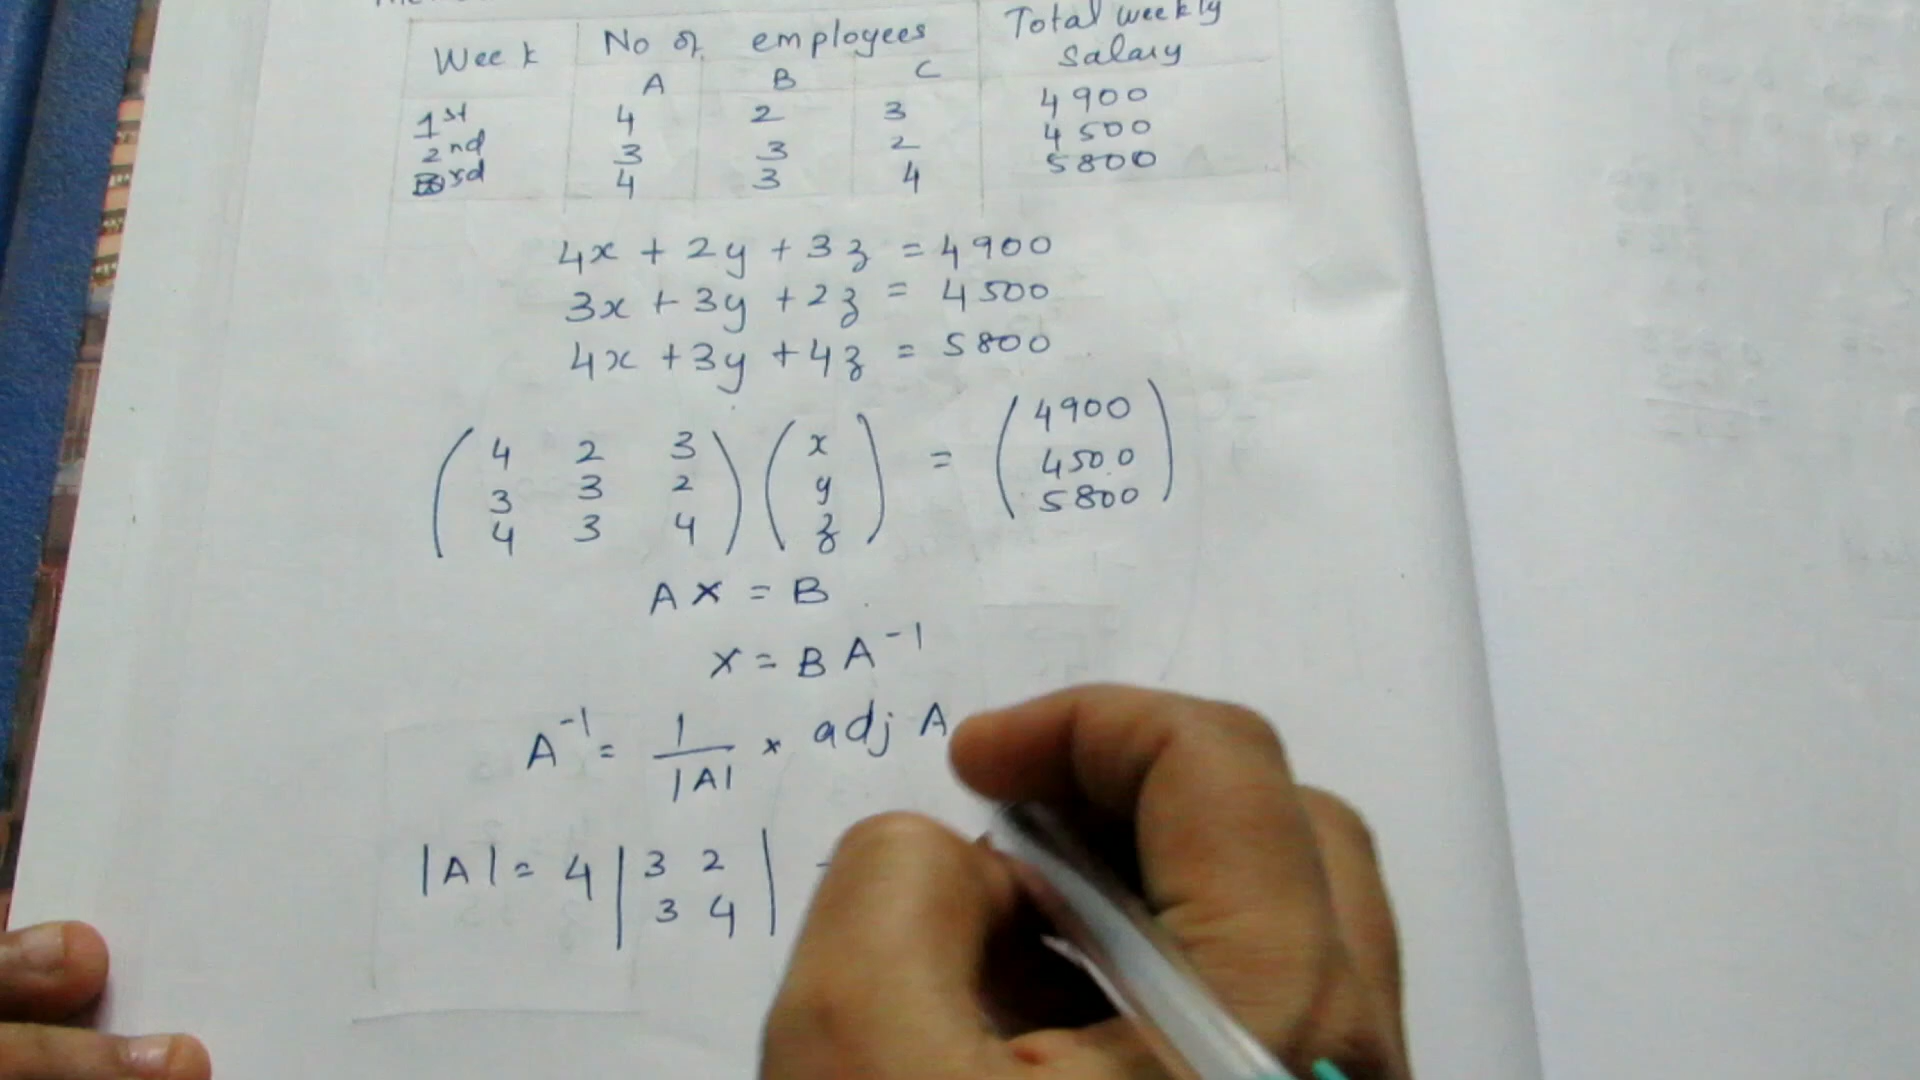 Week No of employees Total weekly salary
A B C
1st 4 2 3 4900
2nd 3 3 2 4500
3rd 4 3 4 5800
4x + 2y + 3z = 4900
3x + 3y + 2z = 4500
4x + 3y + 4z = 5800
( 4 2 3 ) ( x ) = ( 4900 )
3 3 2 y 4500
4 3 4 z 5800
AX = B
X = BA⁻¹
A⁻¹ = 1/|A| × adj A
|A| = 4 | 3 2 | -
3 4